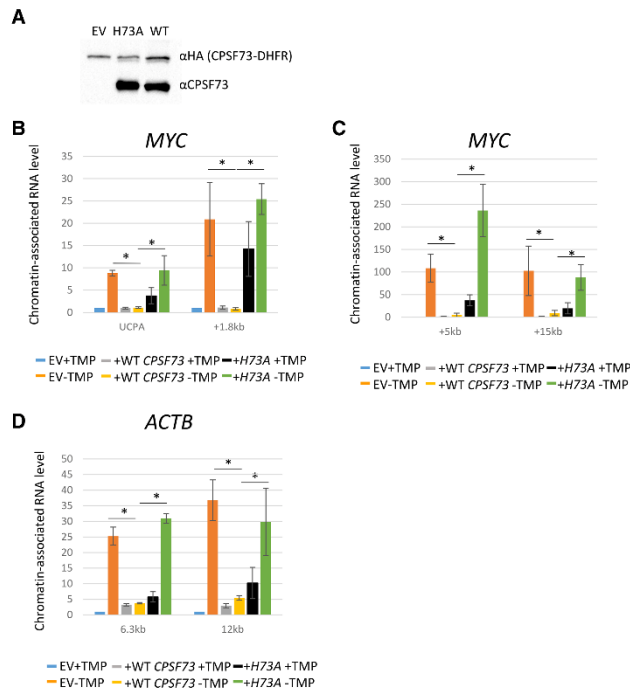 A
EV H73A WT
αHA (CPSF73-DHFR)
αCPSF73
B
MYC
Chromatin-associated RNA level
35
30
25
20
15
10
5
0
* * * *
UCPA +1.8kb
EV+TMP +WT CPSF73 +TMP +H73A +TMP
EV-TMP +WT CPSF73 -TMP +H73A -TMP
C
MYC
Chromatin-associated RNA level
350
300
250
200
150
100
50
0
* * * *
+5kb +15kb
EV+TMP +WT CPSF73 +TMP +H73A +TMP
EV-TMP +WT CPSF73 -TMP +H73A -TMP
D
ACTB
Chromatin-associated RNA level
50
45
40
35
30
25
20
15
10
5
0
* * * *
6.3kb 12kb
EV+TMP +WT CPSF73 +TMP +H73A +TMP
EV-TMP +WT CPSF73 -TMP +H73A -TMP